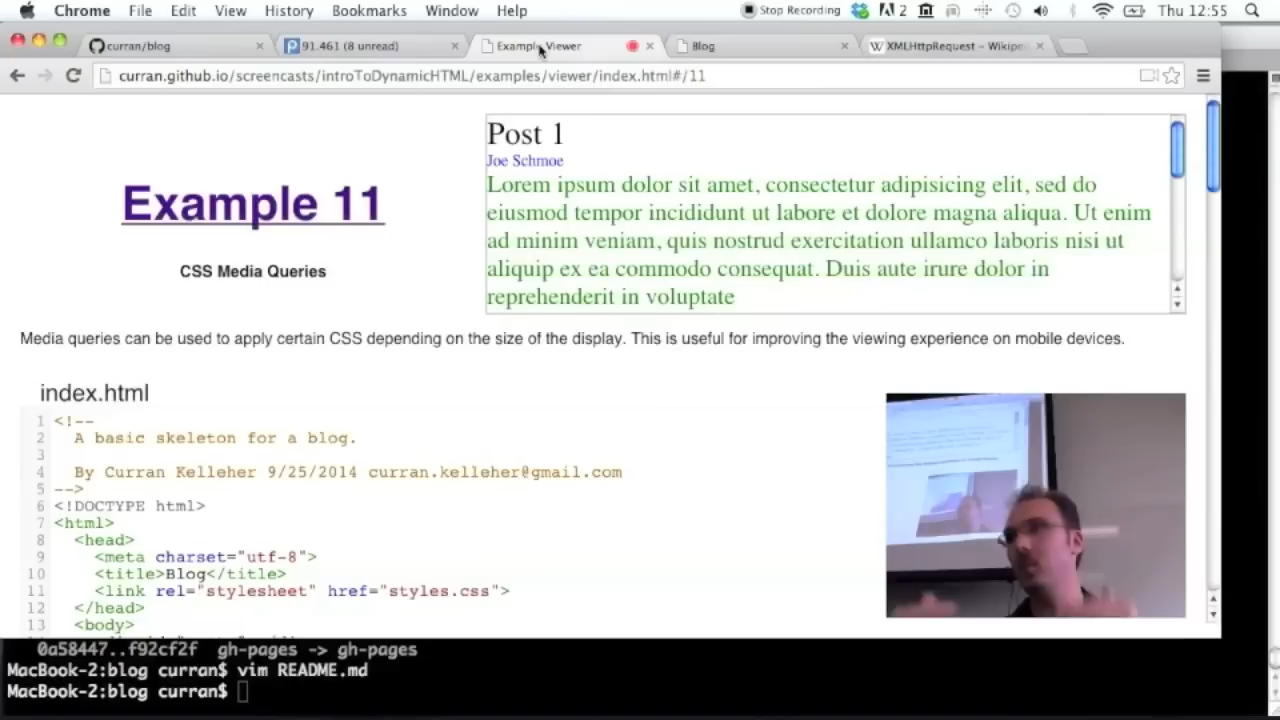 Chrome File Edit View History Bookmarks Window Help Stop Recording 2 Thu 12:55
curran/blog 91.461 (8 unread) Example Viewer Blog XMLHttpRequest – Wikipe
curran.github.io/screencasts/introToDynamicHTML/examples/viewer/index.html#/11
Example 11
CSS Media Queries
Post 1
Joe Schmoe
Lorem ipsum dolor sit amet, consectetur adipisicing elit, sed do
eiusmod tempor incididunt ut labore et dolore magna aliqua. Ut enim
ad minim veniam, quis nostrud exercitation ullamco laboris nisi ut
aliquip ex ea commodo consequat. Duis aute irure dolor in
reprehenderit in voluptate
Media queries can be used to apply certain CSS depending on the size of the display. This is useful for improving the viewing experience on mobile devices.
index.html
1 <!--
2 A basic skeleton for a blog.
3
4 By Curran Kelleher 9/25/2014 curran.kelleher@gmail.com
5 -->
6 <!DOCTYPE html>
7 <html>
8 <head>
9 <meta charset="utf-8">
10 <title>Blog</title>
11 <link rel="stylesheet" href="styles.css">
12 </head>
13 <body>
0a58447..f92cf2f gh-pages -> gh-pages
MacBook-2:blog curran$ vim README.md
MacBook-2:blog curran$